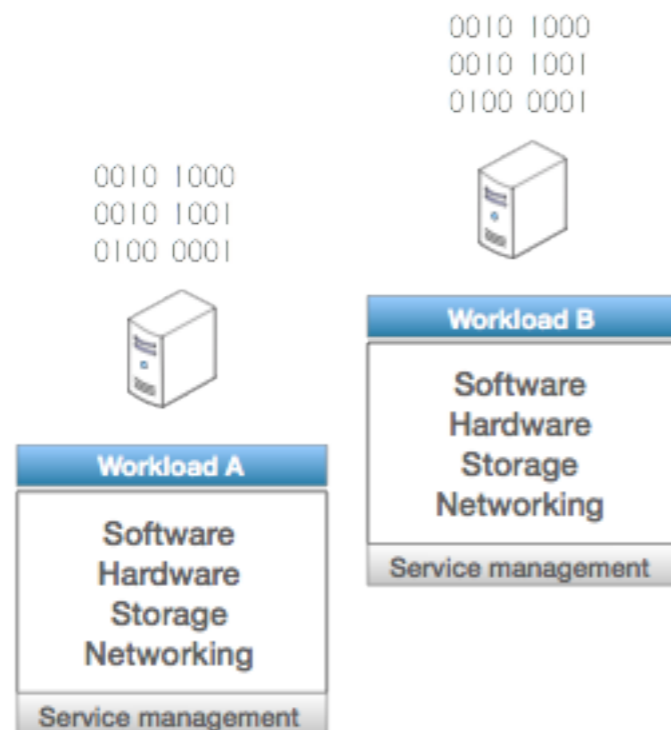 0010 1000
0010 1001
0100 0001
Workload A
Software
Hardware
Storage
Networking
Service management
0010 1000
0010 1001
0100 0001
Workload B
Software
Hardware
Storage
Networking
Service management